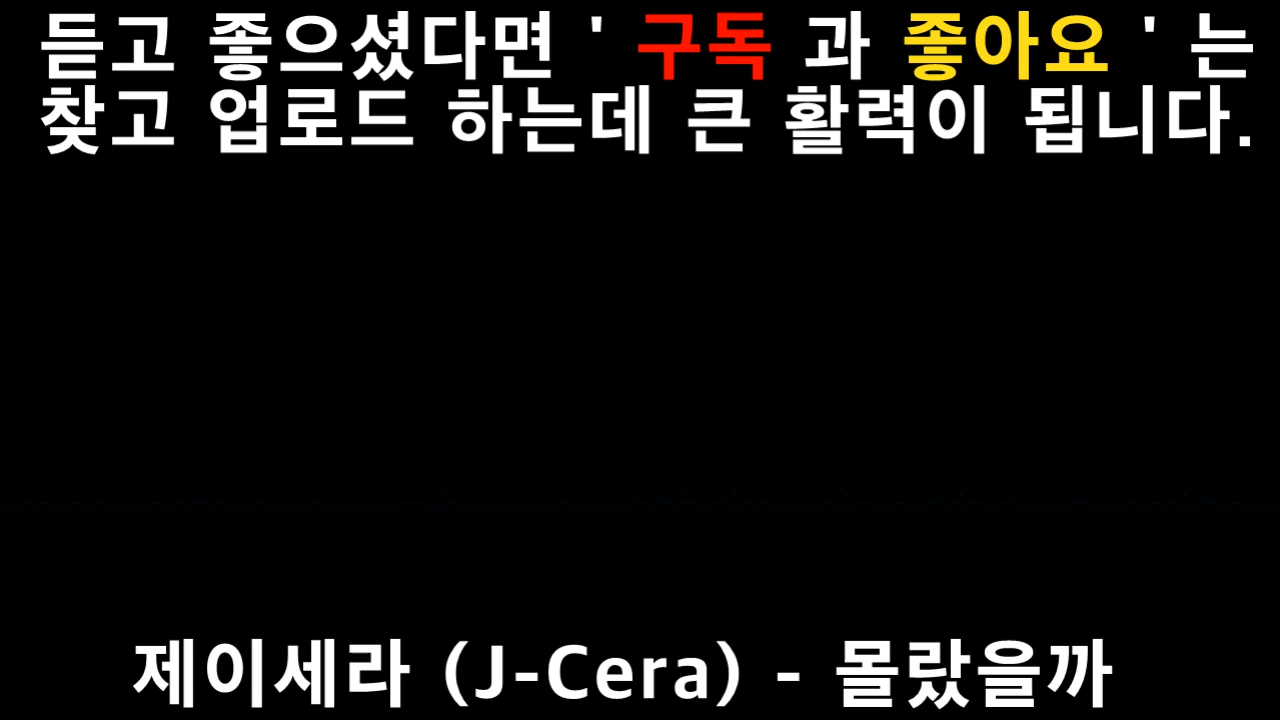 듣고 좋으셨다면 ' 구독 과 좋아요 ' 는
찾고 업로드 하는데 큰 활력이 됩니다.
제이세라 (J-Cera) - 몰랐을까